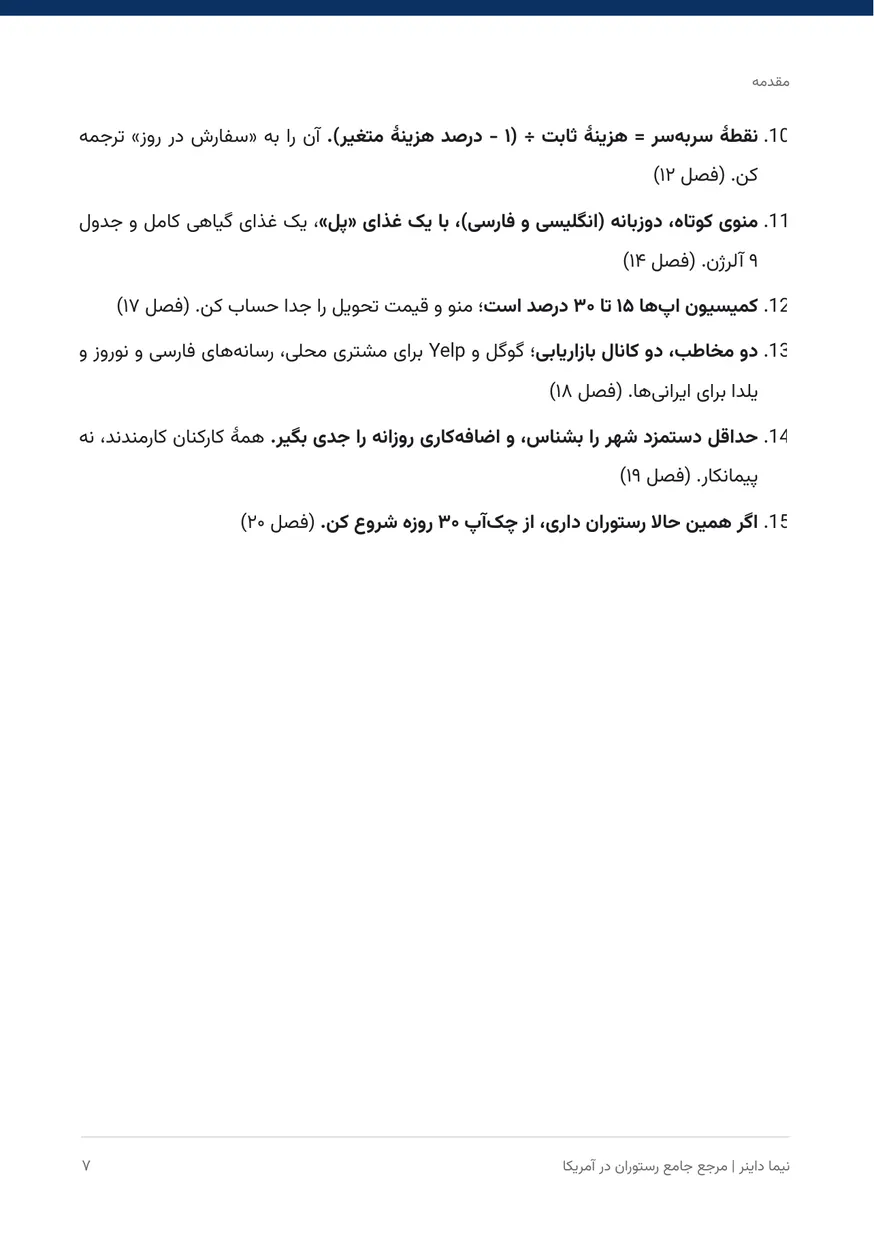 مقدمه
10. نقطهٔ سربه‌سر = هزینهٔ ثابت ÷ (۱ - درصد هزینهٔ متغیر). آن را به «سفارش در روز» ترجمه
کن. (فصل ۱۲)
11. منوی کوتاه، دوزبانه (انگلیسی و فارسی)، با یک غذای «پل»، یک غذای گیاهی کامل و جدول
۹ آلرژن. (فصل ۱۴)
12. کمیسیون اپ‌ها ۱۵ تا ۳۰ درصد است؛ منو و قیمت تحویل را جدا حساب کن. (فصل ۱۷)
13. دو مخاطب، دو کانال بازاریابی؛ گوگل و Yelp برای مشتری محلی، رسانه‌های فارسی و نوروز و
یلدا برای ایرانی‌ها. (فصل ۱۸)
14. حداقل دستمزد شهر را بشناس، و اضافه‌کاری روزانه را جدی بگیر. همهٔ کارکنان کارمندند، نه
پیمانکار. (فصل ۱۹)
15. اگر همین حالا رستوران داری، از چک‌آپ ۳۰ روزه شروع کن. (فصل ۲۰)
نیما داینر | مرجع جامع رستوران در آمریکا
۷